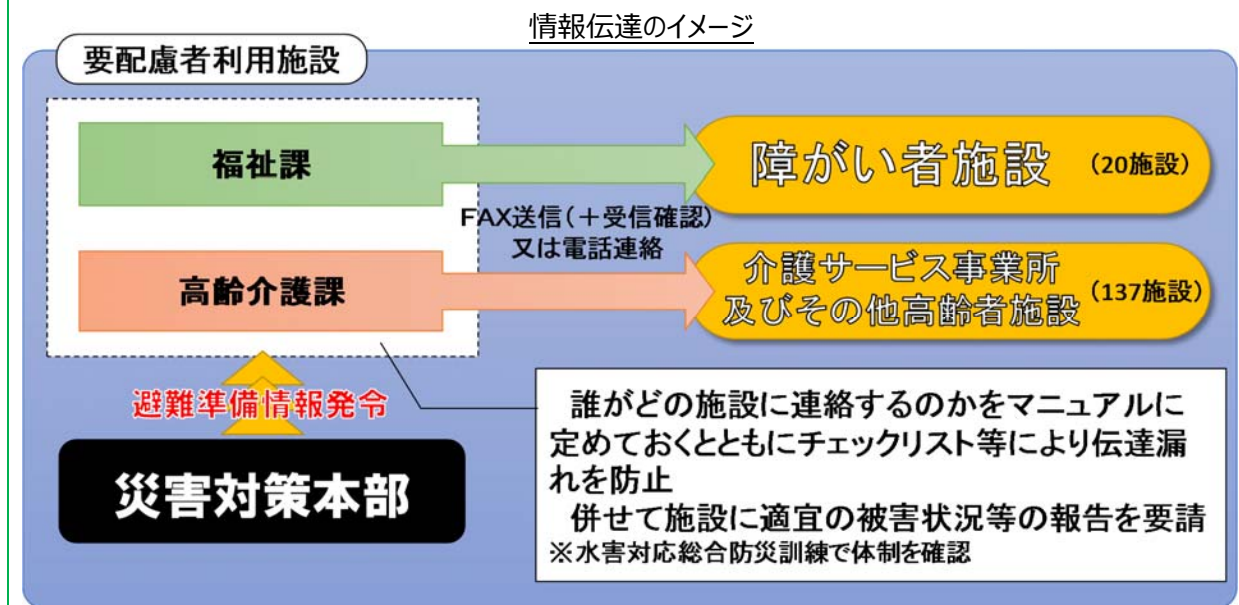 情報伝達のイメージ
要配慮者利用施設
福祉課
障がい者施設 (20施設)
FAX送信(+受信確認)
又は電話連絡
高齢介護課
介護サービス事業所
及びその他高齢者施設 (137施設)
避難準備情報発令
災害対策本部
誰がどの施設に連絡するのかをマニュアルに
定めておくとともにチェックリスト等により伝達漏
れを防止
併せて施設に適宜の被害状況等の報告を要請
※水害対応総合防災訓練で体制を確認